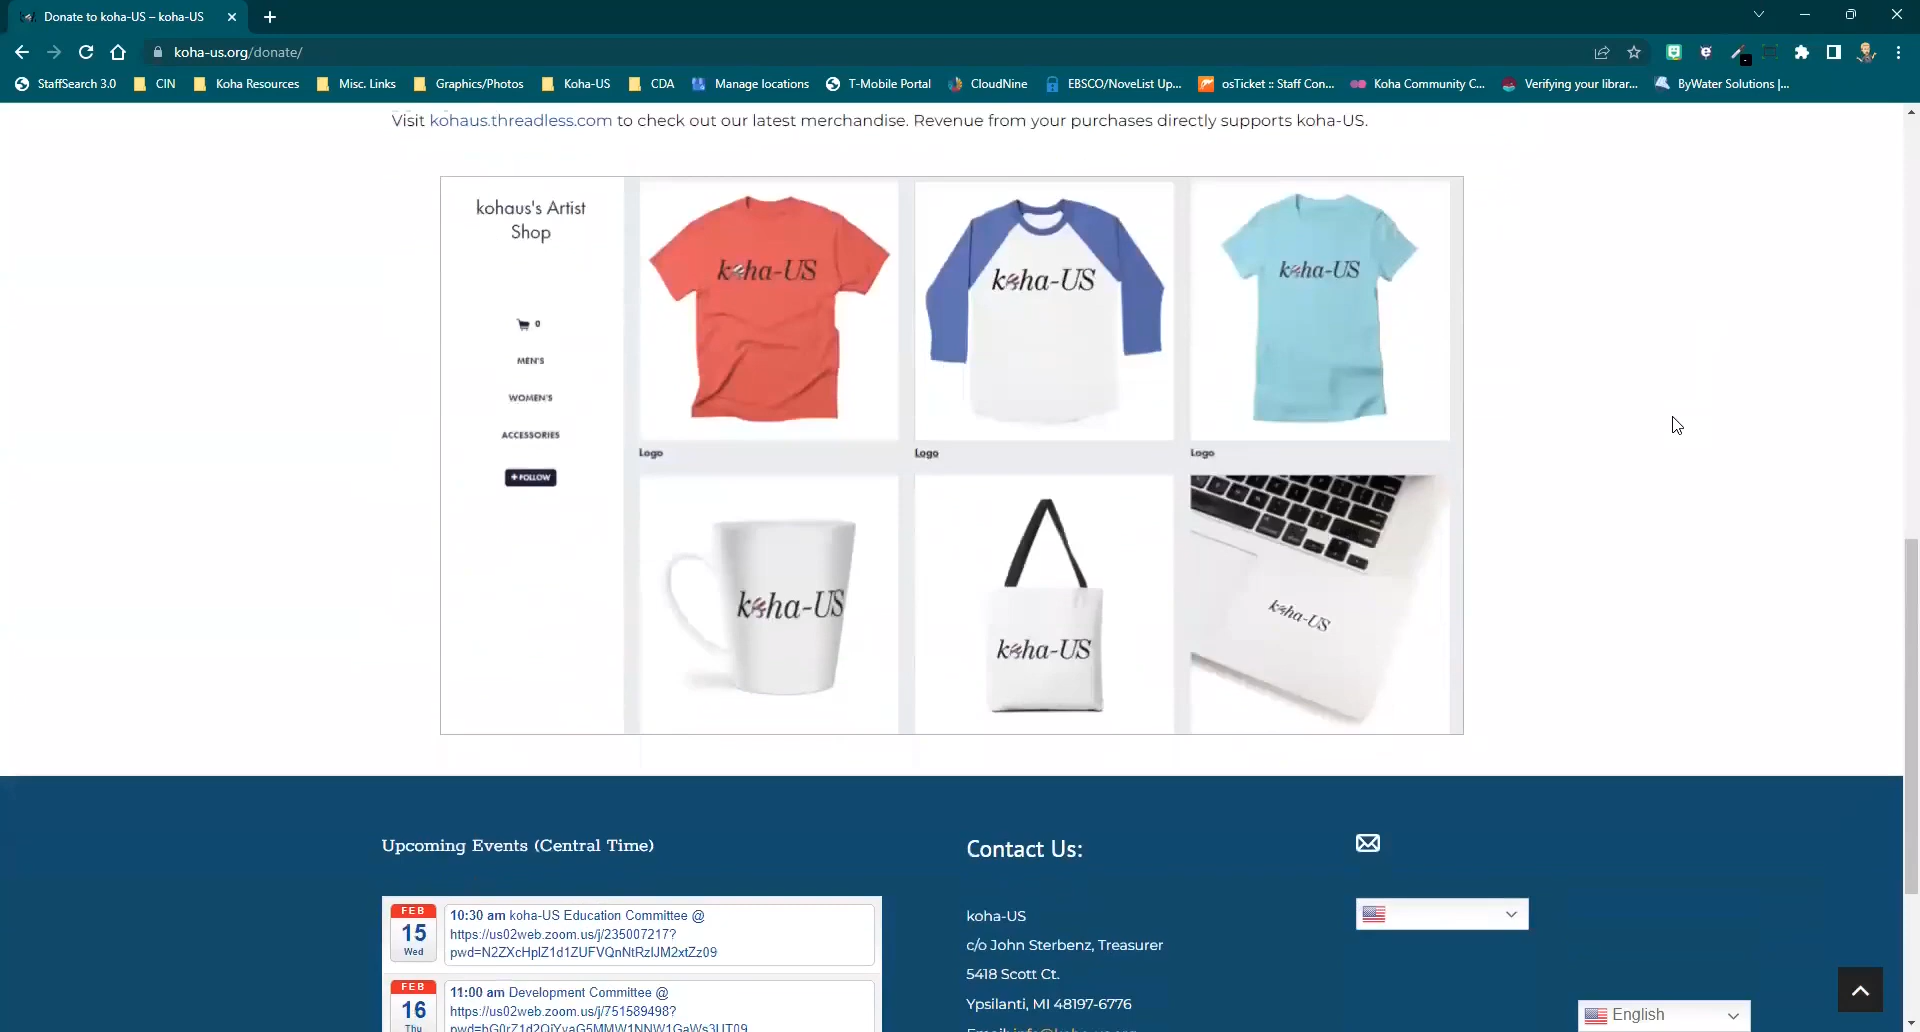 Donate to koha-US – koha-US
koha-us.org/donate/
StaffSearch 3.0 CIN Koha Resources Misc. Links Graphics/Photos Koha-US CDA Manage locations T-Mobile Portal CloudNine EBSCO/NoveList Up... osTicket :: Staff Con... Koha Community C... Verifying your librar... ByWater Solutions |...
Visit kohaus.threadless.com to check out our latest merchandise. Revenue from your purchases directly supports koha-US.
kohaus's Artist
Shop
0
MEN'S
WOMEN'S
ACCESSORIES
+ FOLLOW
koha-US
koha-US
koha-US
Logo
Logo
Logo
koha-US
koha-US
koha-US
Upcoming Events (Central Time)
FEB
15
Wed
10:30 am koha-US Education Committee @
https://us02web.zoom.us/j/235007217?
FEB
16
Thu
11:00 am Development Committee @
https://us02web.zoom.us/j/751589498?
Contact Us:
koha-US
c/o John Sterbenz, Treasurer
5418 Scott Ct.
Ypsilanti, MI 48197-6776
English